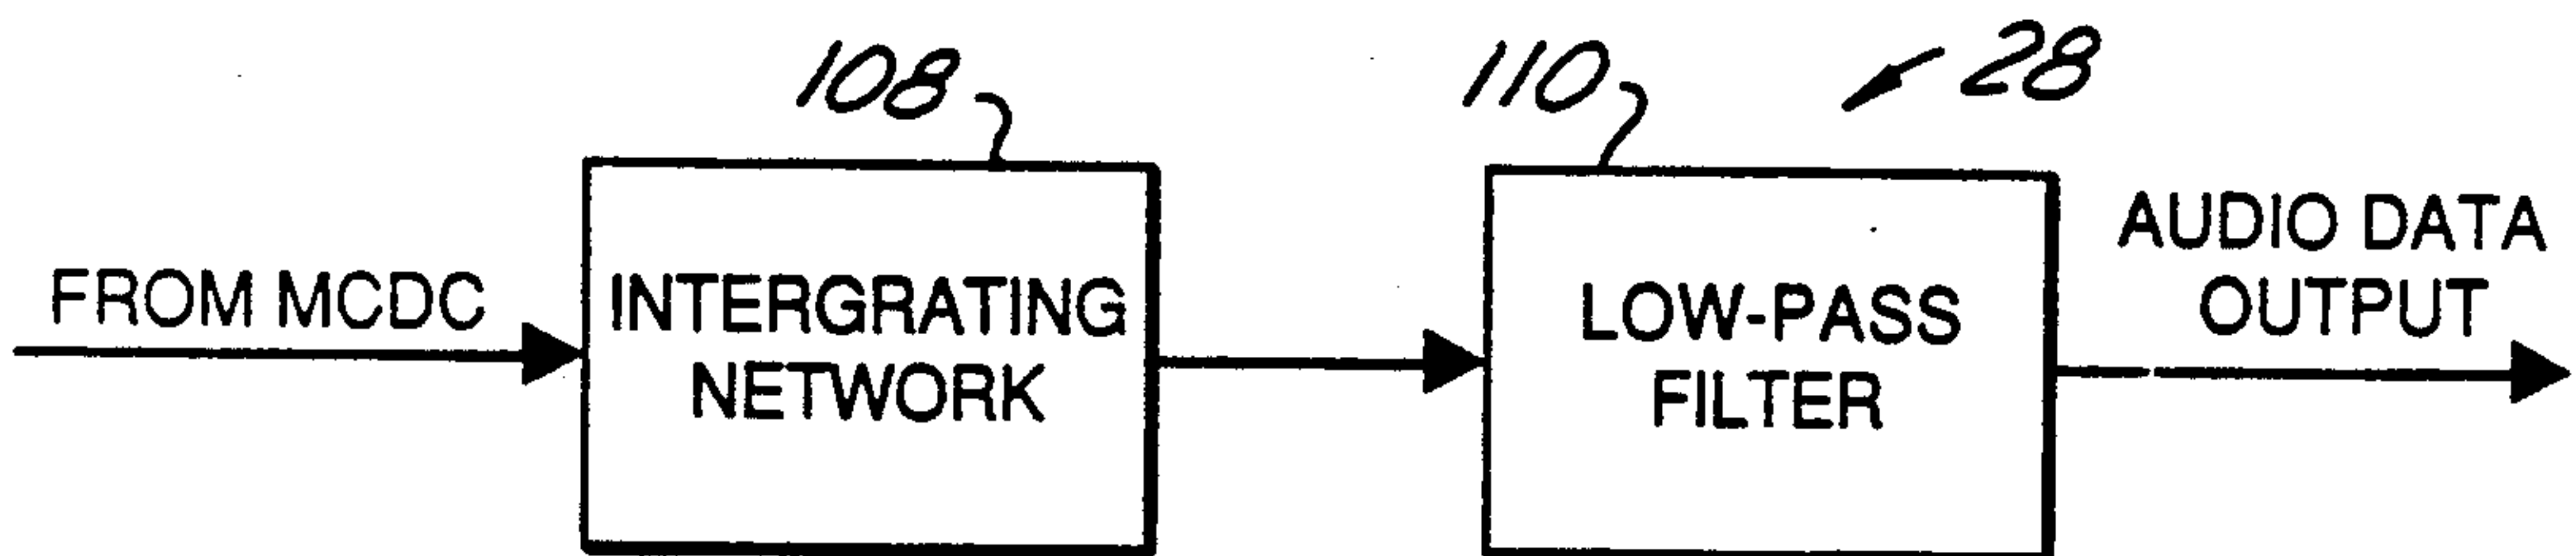 108
110
28
FROM MCDC
INTERGRATING
NETWORK
LOW-PASS
FILTER
AUDIO DATA
OUTPUT